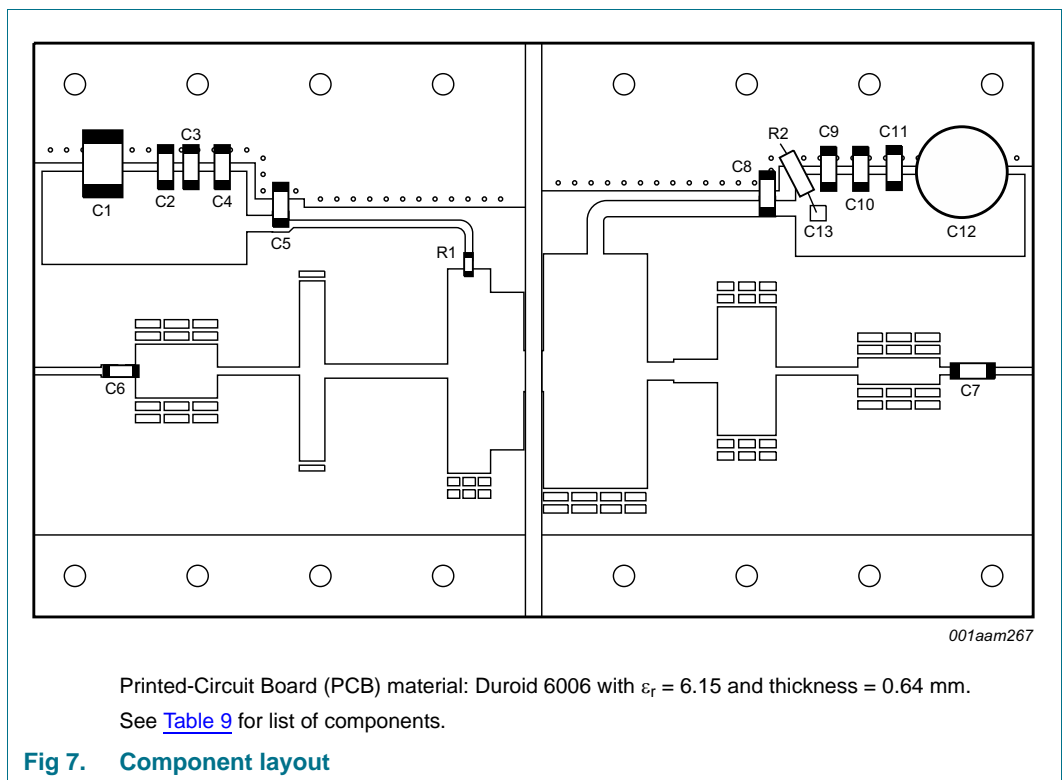 C3
C1
C2
C4
C5
R1
C6
R2
C9
C11
C8
C10
C13
C12
C7
001aam267
Printed-Circuit Board (PCB) material: Duroid 6006 with εr = 6.15 and thickness = 0.64 mm.
See Table 9 for list of components.
Fig 7. Component layout